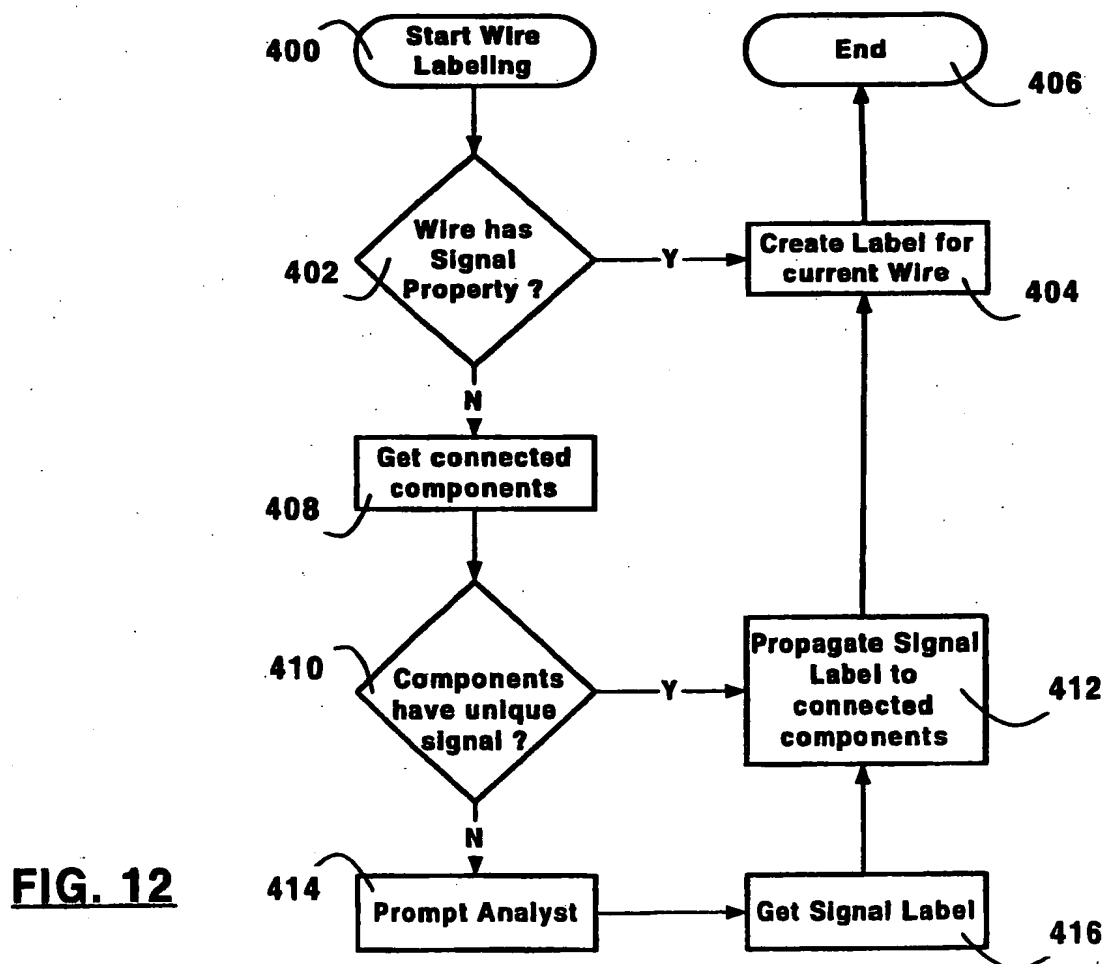 400
Start Wire
Labeling
End
406
402
Wire has
Signal
Property ?
Y
Create Label for
current Wire
404
N
Get connected
components
408
410
Components
have unique
signal ?
Y
Propagate Signal
Label to
connected
components
412
N
FIG. 12
414
Prompt Analyst
Get Signal Label
416